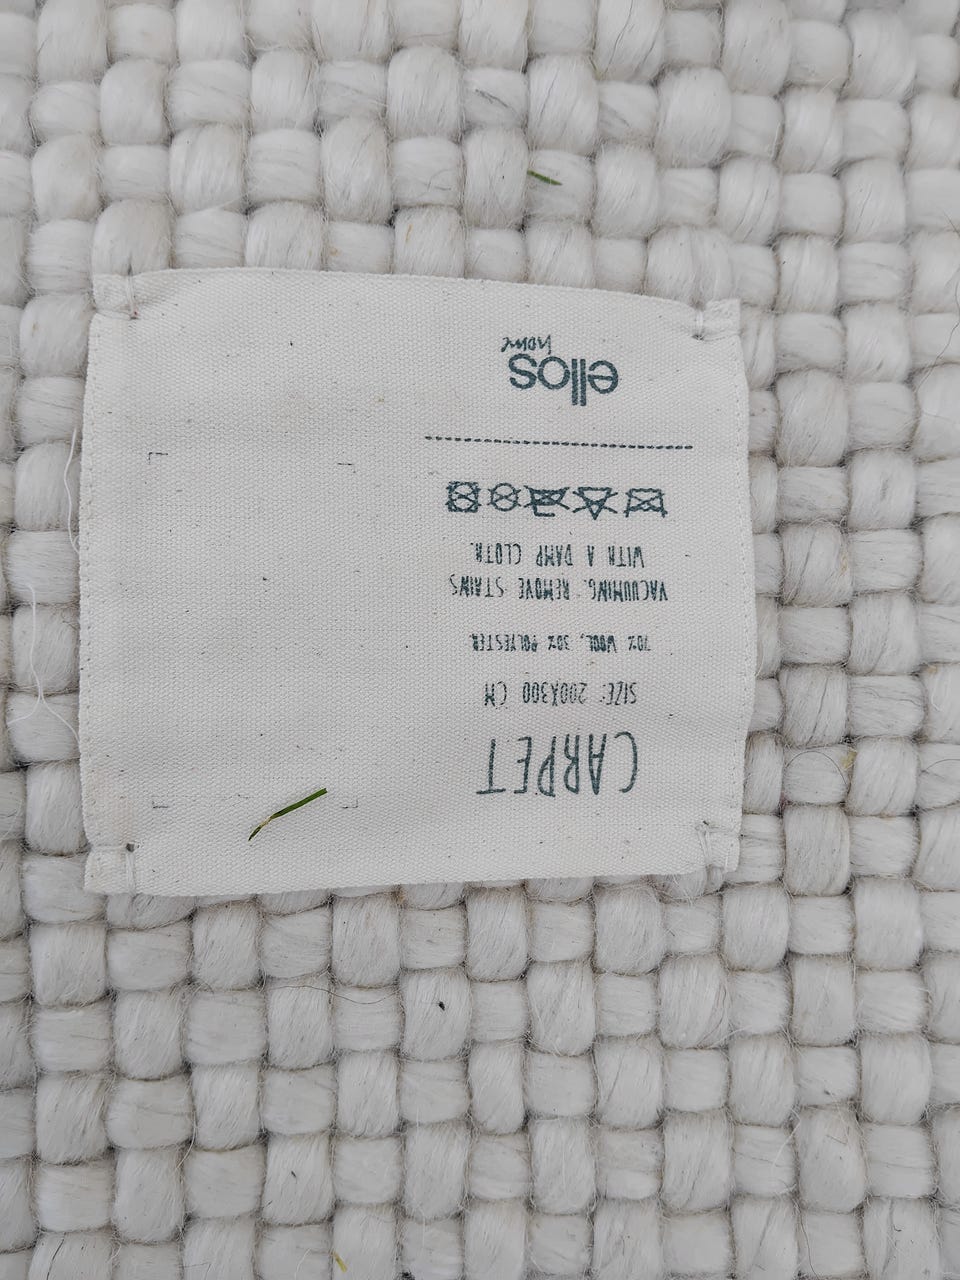 CARPET
SIZE: 200X300 CM
70% WOOL, 30% POLYESTER
VACUUMING. REMOVE STAINS
WITH A DAMP CLOTH.
ellos
home